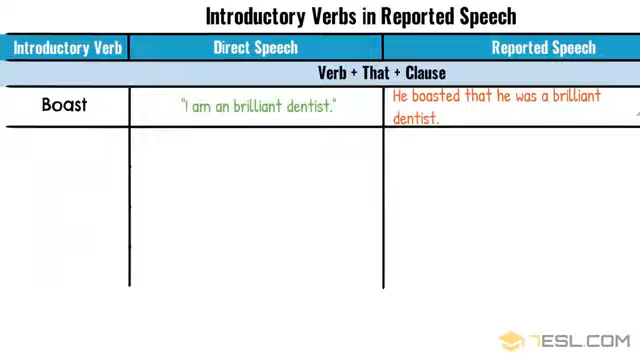 Introductory Verbs in Reported Speech
Introductory Verb Direct Speech Reported Speech
Verb + That + Clause
Boast "I am an brilliant dentist." He boasted that he was a brilliant
dentist.
7ESL.COM